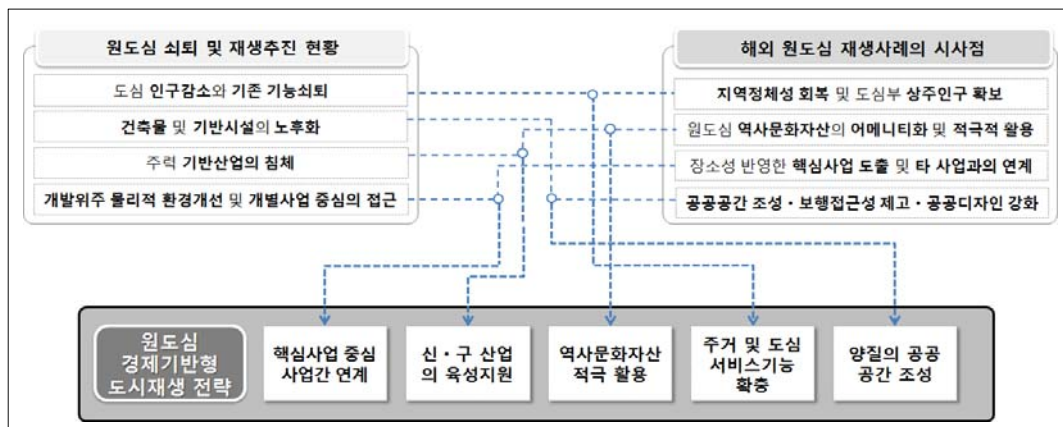 원도심 쇠퇴 및 재생추진 현황
도심 인구감소와 기존 기능쇠퇴
건축물 및 기반시설의 노후화
주력 기반산업의 침체
개발위주 물리적 환경개선 및 개별사업 중심의 접근
해외 원도심 재생사례의 시사점
지역정체성 회복 및 도심부 상주인구 확보
원도심 역사문화자산의 어메니티화 및 적극적 활용
장소성 반영한 핵심사업 도출 및 타 사업과의 연계
공공공간 조성·보행접근성 제고·공공디자인 강화
원도심
경제기반형
도시재생 전략
핵심사업 중심
사업간 연계
신·구 산업
의 육성지원
역사문화자산
적극 활용
주거 및 도심
서비스기능
확충
양질의 공공
공간 조성